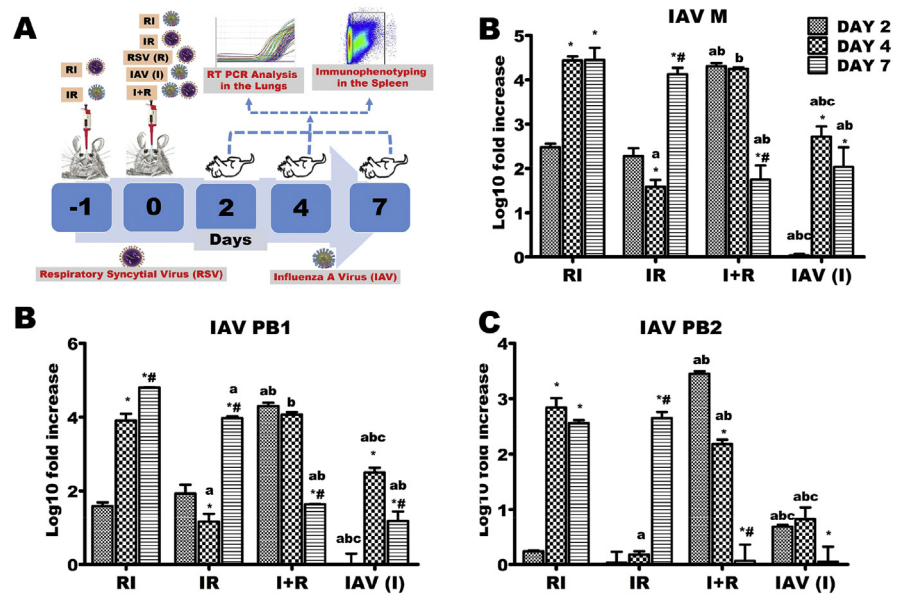 A
RI
IR
RI
IR
RSV (R)
IAV (I)
I+R
RT PCR Analysis
in the Lungs
Immunophenotyping
in the Spleen
-1
0
2
4
7
Days
Respiratory Syncytial Virus (RSV)
Influenza A Virus (IAV)
B
IAV M
DAY 2
DAY 4
DAY 7
Log10 fold increase
5
4
3
2
1
0
* * a * *# ab b ab *# abc abc * ab *
RI IR I+R IAV (I)
B
IAV PB1
Log10 fold increase
6
4
2
0
* *# a * a *# ab b ab *# abc abc * ab *#
RI IR I+R IAV (I)
C
IAV PB2
Log10 fold increase
4
3
2
1
0
* * a *# ab ab * *# abc abc *
RI IR I+R IAV (I)